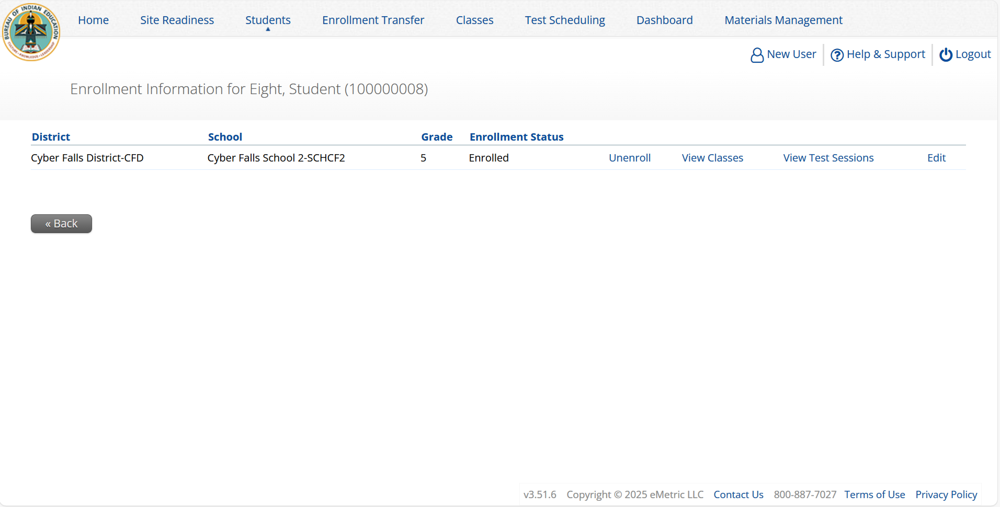 BUREAU OF INDIAN EDUCATION
CULTURE • KNOWLEDGE • LEADERSHIP
Home Site Readiness Students Enrollment Transfer Classes Test Scheduling Dashboard Materials Management
New User Help & Support Logout
Enrollment Information for Eight, Student (100000008)
District School Grade Enrollment Status
Cyber Falls District-CFD Cyber Falls School 2-SCHCF2 5 Enrolled Unenroll View Classes View Test Sessions Edit
« Back
v3.51.6 Copyright © 2025 eMetric LLC Contact Us 800-887-7027 Terms of Use Privacy Policy